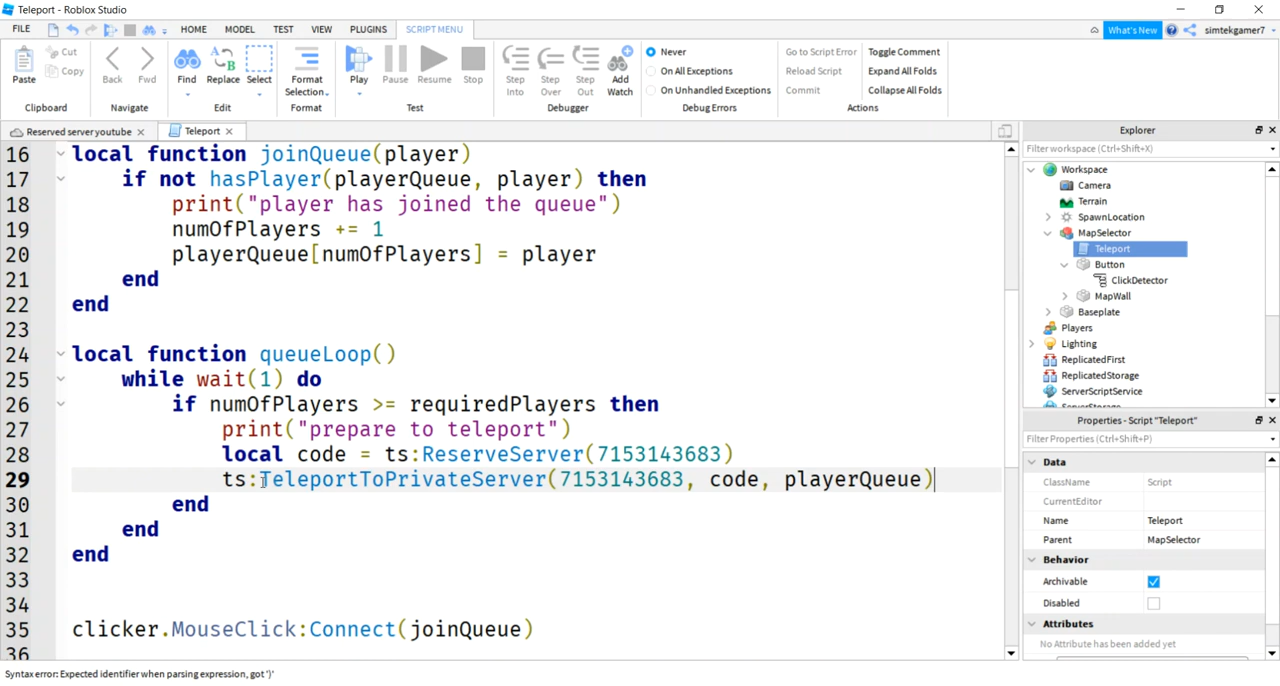 Teleport - Roblox Studio
FILE HOME MODEL TEST VIEW PLUGINS SCRIPT MENU What's New simtekgamer7
Paste Cut Copy Back Fwd Find Replace Select Format Selection Play Pause Resume Stop Step Into Step Over Step Out Add Watch
Never
On All Exceptions
On Unhandled Exceptions
Go to Script Error
Reload Script
Commit
Toggle Comment
Expand All Folds
Collapse All Folds
Clipboard Navigate Edit Format Test Debugger Debug Errors Actions
Reserved server youtube Teleport
16 local function joinQueue(player)
17 if not hasPlayer(playerQueue, player) then
18 print("player has joined the queue")
19 numOfPlayers += 1
20 playerQueue[numOfPlayers] = player
21 end
22 end
23
24 local function queueLoop()
25 while wait(1) do
26 if numOfPlayers >= requiredPlayers then
27 print("prepare to teleport")
28 local code = ts:ReserveServer(7153143683)
29 ts:TeleportToPrivateServer(7153143683, code, playerQueue)
30 end
31 end
32 end
33
34
35 clicker.MouseClick:Connect(joinQueue)
36
Explorer
Filter workspace (Ctrl+Shift+X)
Workspace
Camera
Terrain
SpawnLocation
MapSelector
Teleport
Button
ClickDetector
MapWall
Baseplate
Players
Lighting
ReplicatedFirst
ReplicatedStorage
ServerScriptService
ServerStorage
Properties - Script "Teleport"
Filter Properties (Ctrl+Shift+P)
Data
ClassName Script
CurrentEditor
Name Teleport
Parent MapSelector
Behavior
Archivable
Disabled
Attributes
No Attribute has been added yet
Syntax error: Expected identifier when parsing expression, got ')'